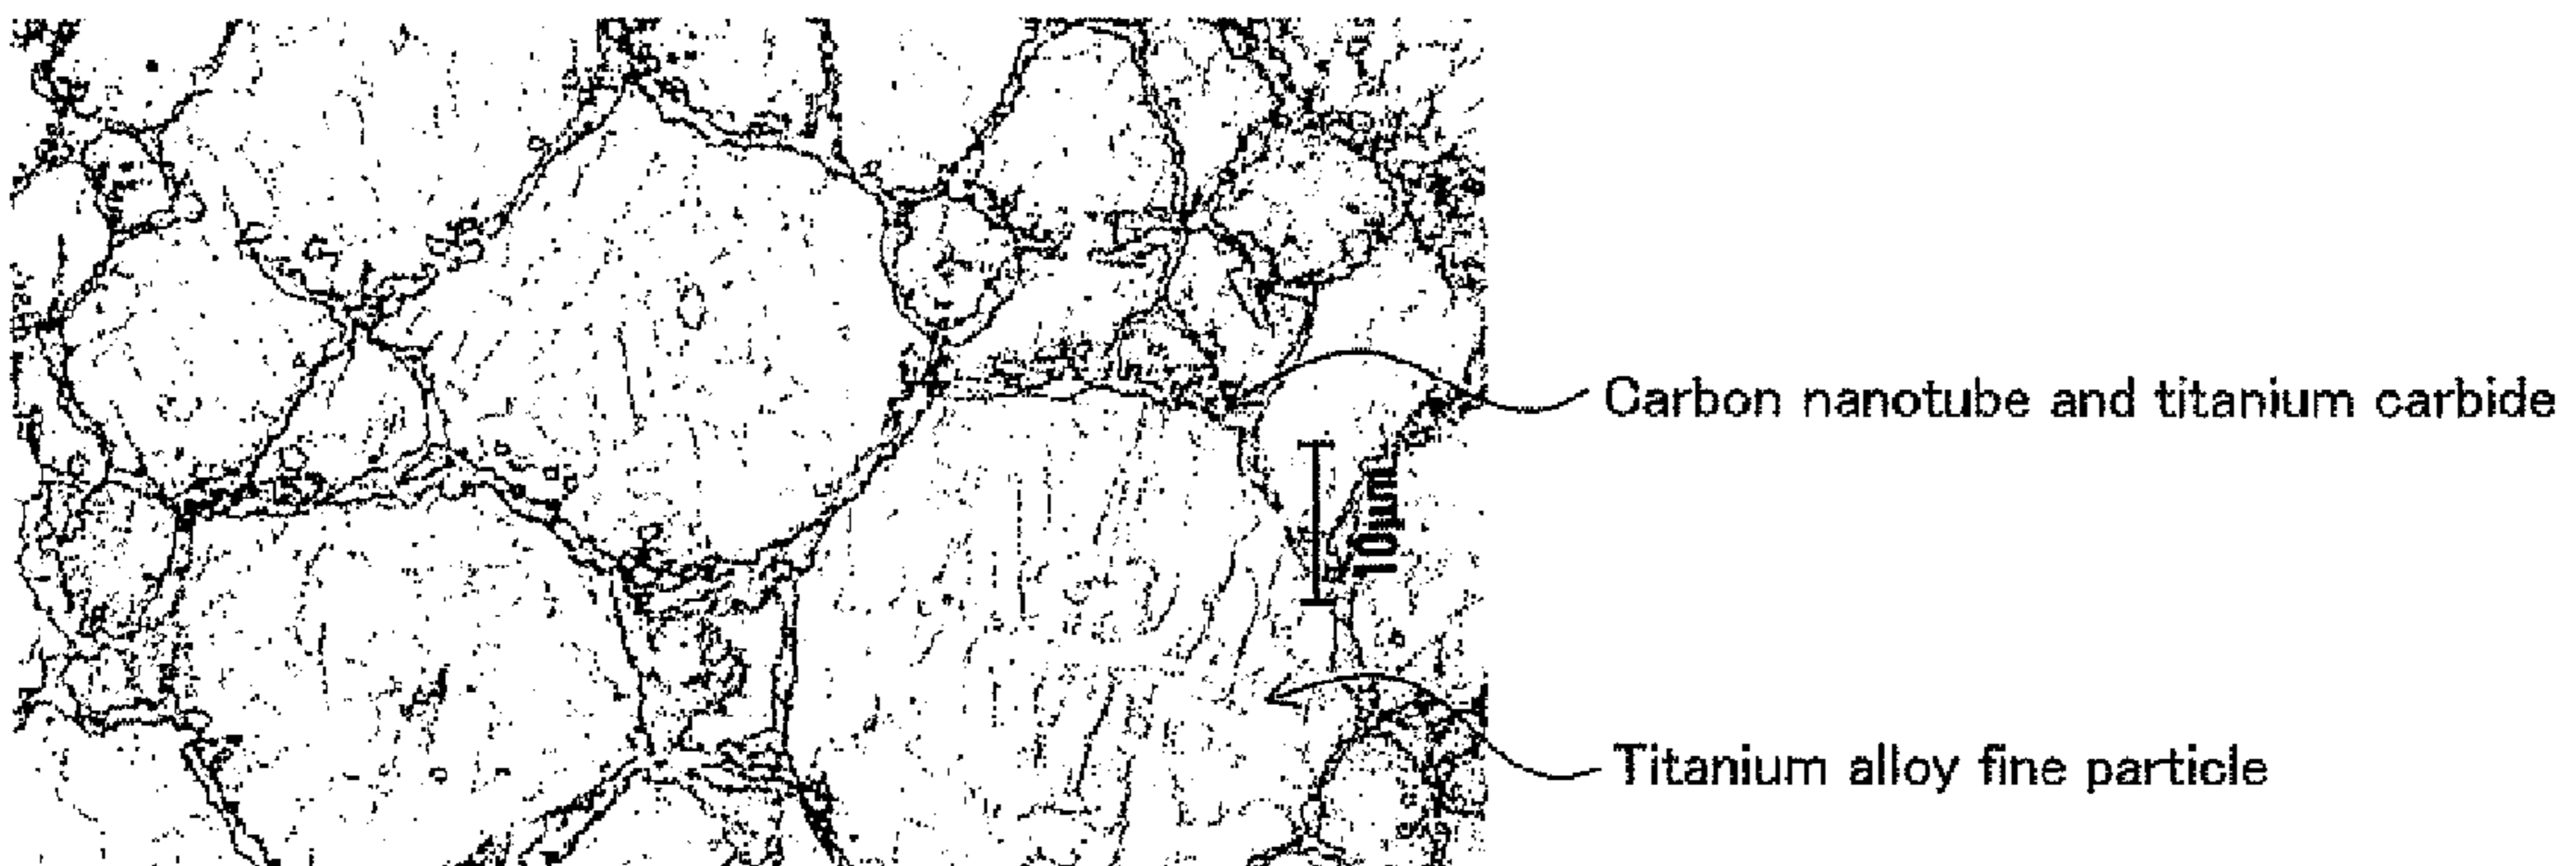 Carbon nanotube and titanium carbide
10μm
Titanium alloy fine particle